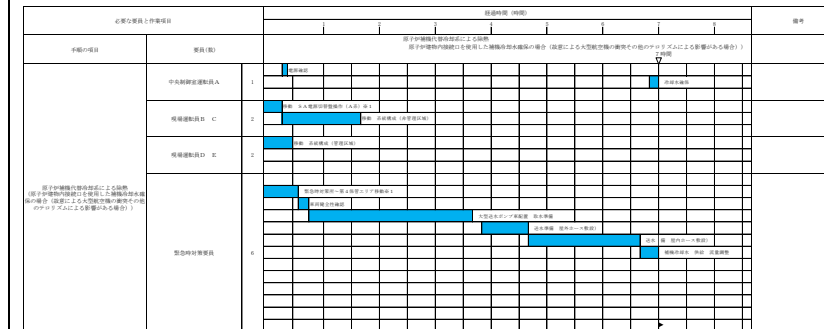 必要な要員と作業項目
経過時間（時間）
備考
1 2 3 4 5 6 7 8
手順の項目
要員(数)
原子炉補機代替冷却系による除熱
原子炉建物内接続口を使用した補機冷却水確保の場合（故意による大型航空機の衝突その他のテロリズムによる影響がある場合）
7時間
原子炉補機代替冷却系による除熱
（原子炉建物内接続口を使用した補機冷却水確
保の場合（故意による大型航空機の衝突その他
のテロリズムによる影響がある場合））
中央制御室運転員A
1
電源確認
冷却水確保
現場運転員B C
2
移動 SA電源切替盤操作（A系）※1
移動 系統構成（非管理区域）
現場運転員D E
2
移動 系統構成（管理区域）
緊急時対策要員
6
緊急時対策所～第4保管エリア移動※1
車両健全性確認
大型送水ポンプ車配置 取水準備
送水準備 屋外ホース敷設）
送水 備 屋内ホース敷設）
補機冷却水 供給 流量調整